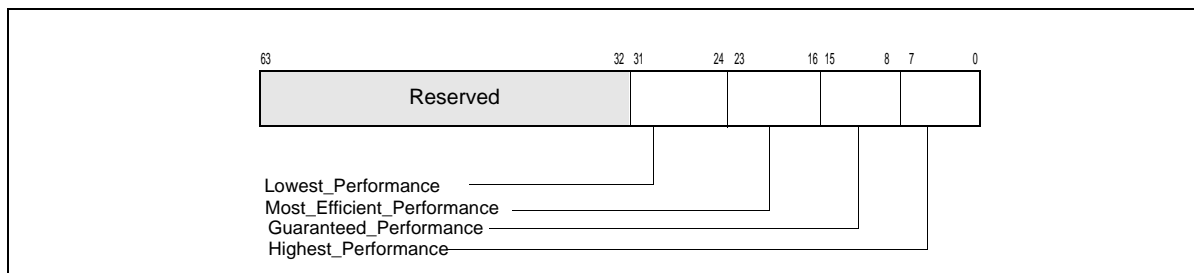 63 32 31 24 23 16 15 8 7 0
Reserved
Lowest_Performance
Most_Efficient_Performance
Guaranteed_Performance
Highest_Performance